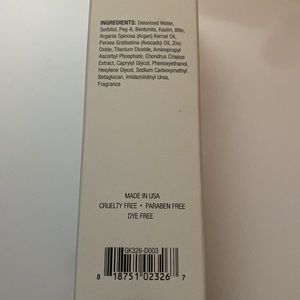 INGREDIENTS: Deionized Water,
Sorbitol, Peg-8, Bentonite, Kaolin, Illite,
Argania Spinosa (Argan) Kernel Oil,
Persea Gratissima (Avocado) Oil, Zinc
Oxide, Titanium Dioxide, Aminopropyl
Ascorbyl Phosphate, Chondrus Crispus
Extract, Caprylyl Glycol, Phenoxyethanol,
Hexylene Glycol, Sodium Carboxymethyl
Betaglucan, Imidazolidinyl Urea,
Fragrance
MADE IN USA
CRUELTY FREE • PARABEN FREE
DYE FREE
GK326-D003
8 18751 02326 7